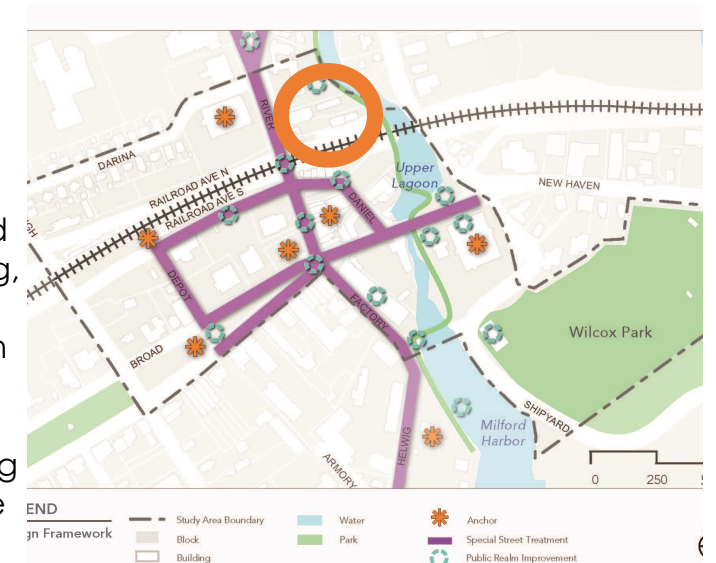 RIVER
DARINA
RAILROAD AVE N
RAILROAD AVE S
Upper
Lagoon
DANIEL
NEW HAVEN
DEPOT
FACTORY
Wilcox Park
BROAD
SHIPYARD
Milford
Harbor
HELWIG
ARMORY
0 250
Study Area Boundary
Block
Building
Water
Park
Anchor
Special Street Treatment
Public Realm Improvement